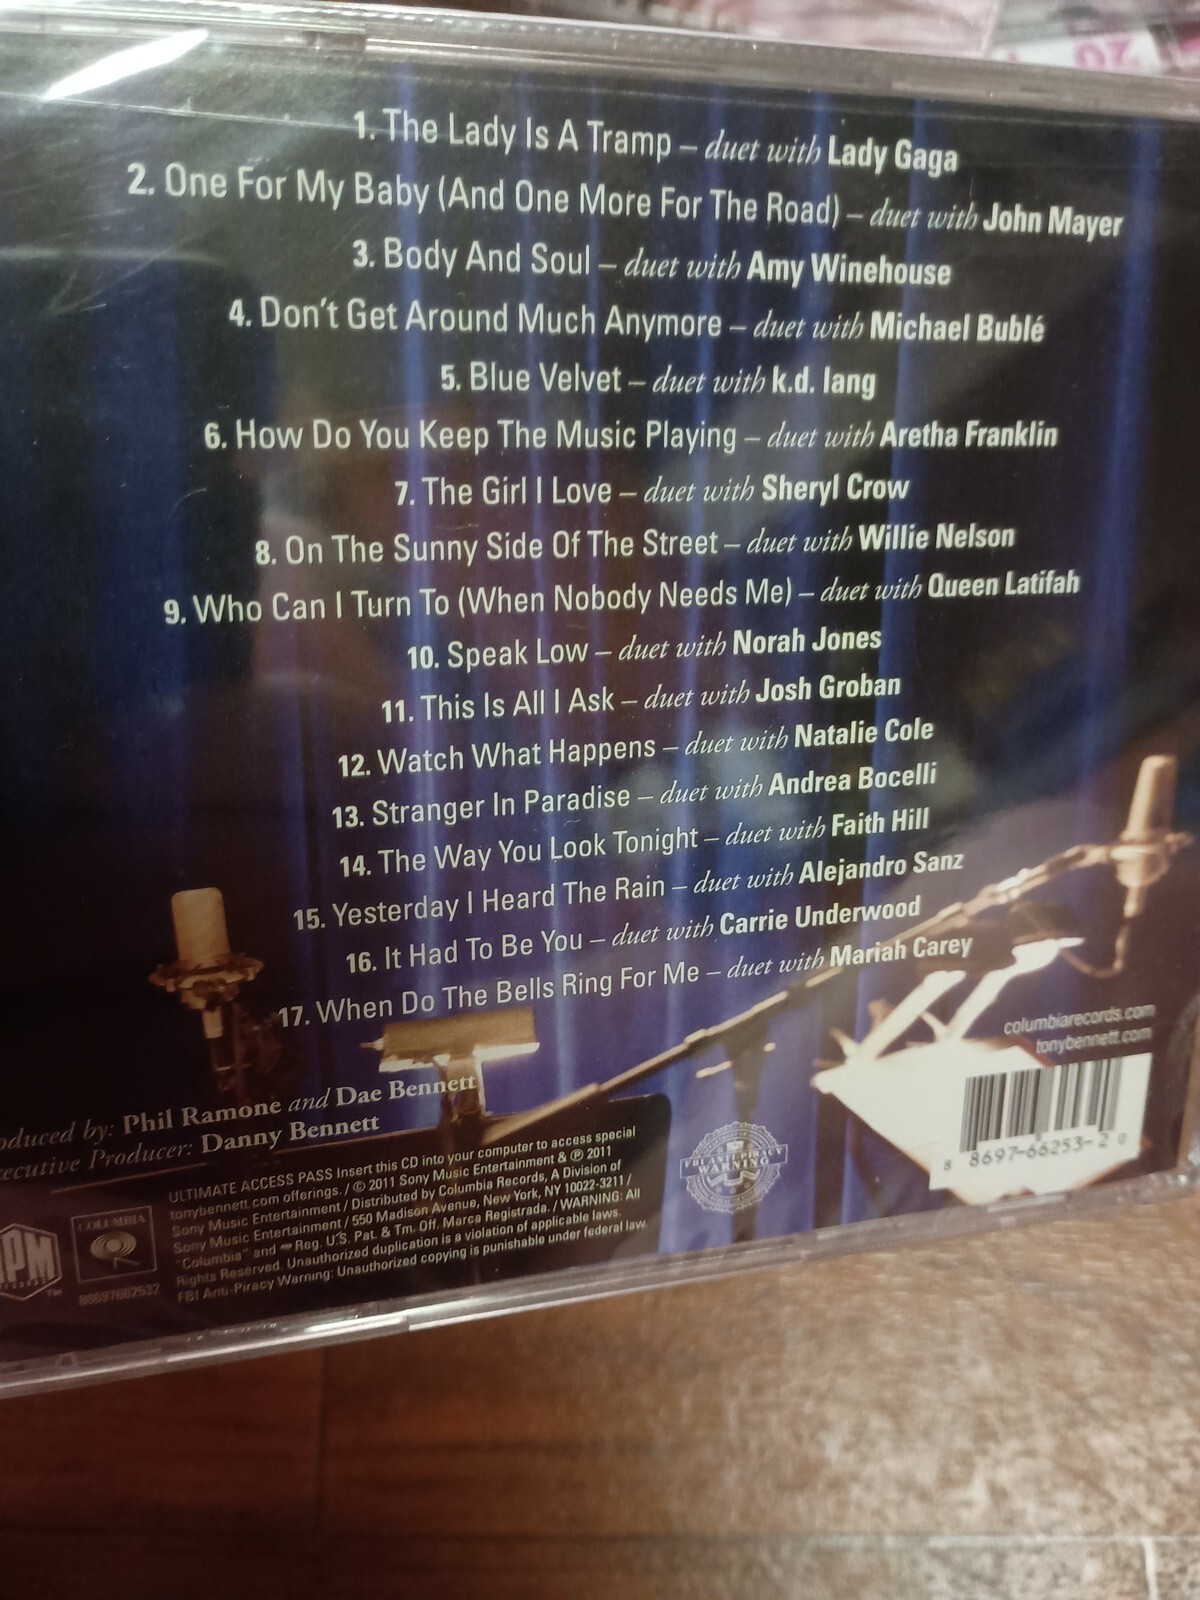 1. The Lady Is A Tramp – duet with Lady Gaga
2. One For My Baby (And One More For The Road) – duet with John Mayer
3. Body And Soul – duet with Amy Winehouse
4. Don't Get Around Much Anymore – duet with Michael Bublé
5. Blue Velvet – duet with k.d. lang
6. How Do You Keep The Music Playing – duet with Aretha Franklin
7. The Girl I Love – duet with Sheryl Crow
8. On The Sunny Side Of The Street – duet with Willie Nelson
9. Who Can I Turn To (When Nobody Needs Me) – duet with Queen Latifah
10. Speak Low – duet with Norah Jones
11. This Is All I Ask – duet with Josh Groban
12. Watch What Happens – duet with Natalie Cole
13. Stranger In Paradise – duet with Andrea Bocelli
14. The Way You Look Tonight – duet with Faith Hill
15. Yesterday I Heard The Rain – duet with Alejandro Sanz
16. It Had To Be You – duet with Carrie Underwood
17. When Do The Bells Ring For Me – duet with Mariah Carey
columbiarecords.com
tonybennett.com
oduced by: Phil Ramone and Dae Bennett
ecutive Producer: Danny Bennett
ULTIMATE ACCESS PASS Insert this CD into your computer to access special
tonybennett.com offerings. / © 2011 Sony Music Entertainment & ℗ 2011
Sony Music Entertainment / Distributed by Columbia Records, A Division of
Sony Music Entertainment / 550 Madison Avenue, New York, NY 10022-3211 /
"Columbia" and Reg. U.S. Pat. & Tm. Off. Marca Registrada. / WARNING: All
Rights Reserved. Unauthorized duplication is a violation of applicable laws.
FBI Anti-Piracy Warning: Unauthorized copying is punishable under federal law.
COLUMBIA
88697662532
RPM
FBI ANTI-PIRACY
WARNING
8 8697-66253-2 0
20